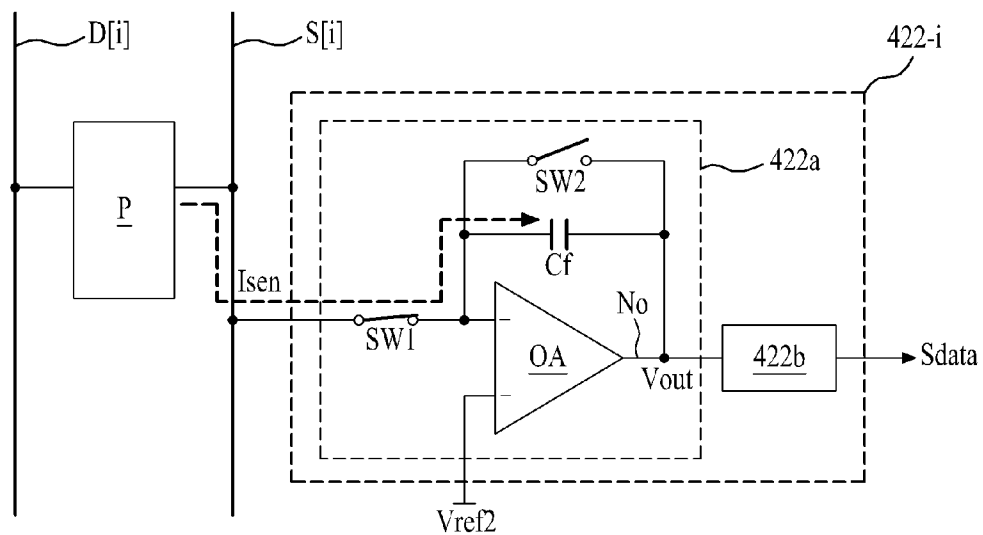 D[i]
S[i]
422-i
422a
SW2
P
Cf
Isen
SW1
−
OA
−
No
Vout
422b
Sdata
Vref2